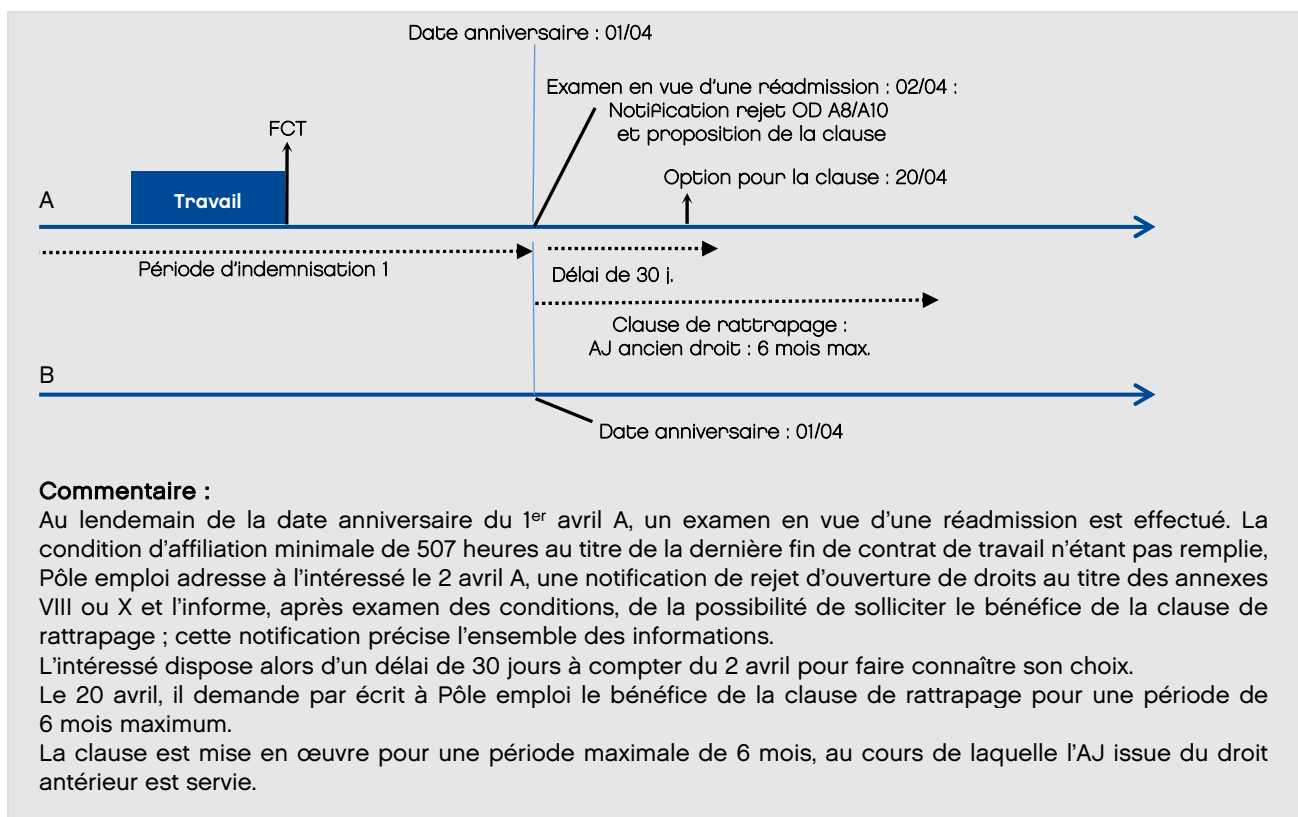 Date anniversaire : 01/04
Examen en vue d'une réadmission : 02/04 :
Notification rejet OD A8/A10
et proposition de la clause
FCT
Option pour la clause : 20/04
A
Travail
Période d'indemnisation 1
Délai de 30 j.
Clause de rattrapage :
AJ ancien droit : 6 mois max.
B
Date anniversaire : 01/04
Commentaire :
Au lendemain de la date anniversaire du 1er avril A, un examen en vue d'une réadmission est effectué. La
condition d'affiliation minimale de 507 heures au titre de la dernière fin de contrat de travail n'étant pas remplie,
Pôle emploi adresse à l'intéressé le 2 avril A, une notification de rejet d'ouverture de droits au titre des annexes
VIII ou X et l'informe, après examen des conditions, de la possibilité de solliciter le bénéfice de la clause de
rattrapage ; cette notification précise l'ensemble des informations.
L'intéressé dispose alors d'un délai de 30 jours à compter du 2 avril pour faire connaître son choix.
Le 20 avril, il demande par écrit à Pôle emploi le bénéfice de la clause de rattrapage pour une période de
6 mois maximum.
La clause est mise en œuvre pour une période maximale de 6 mois, au cours de laquelle l'AJ issue du droit
antérieur est servie.